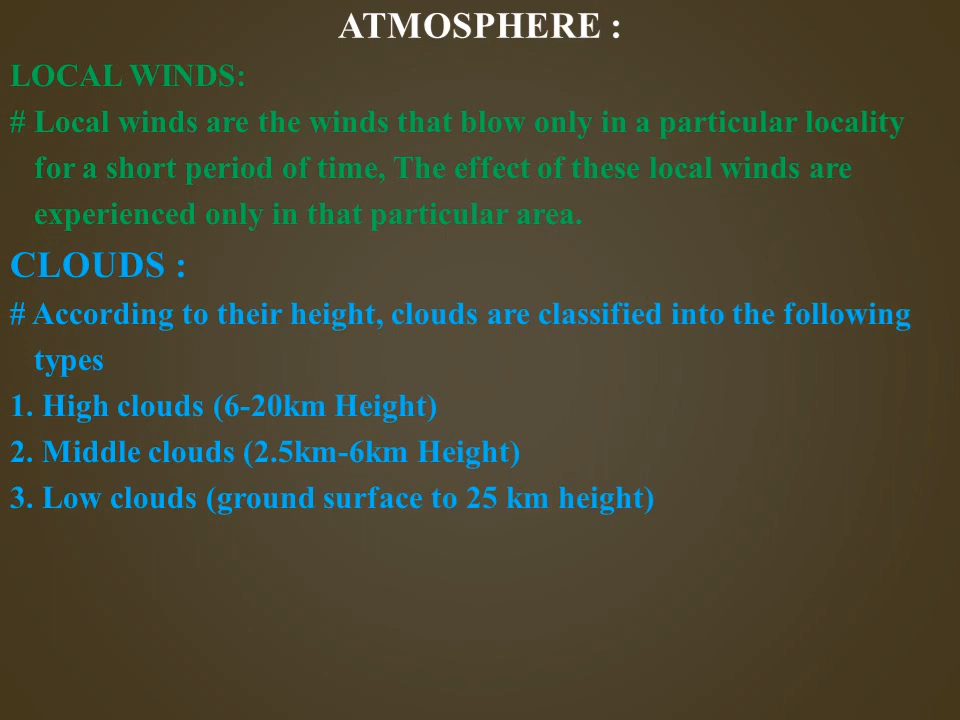 ATMOSPHERE :
LOCAL WINDS:
# Local winds are the winds that blow only in a particular locality
for a short period of time, The effect of these local winds are
experienced only in that particular area.
CLOUDS :
# According to their height, clouds are classified into the following
types
1. High clouds (6-20km Height)
2. Middle clouds (2.5km-6km Height)
3. Low clouds (ground surface to 25 km height)